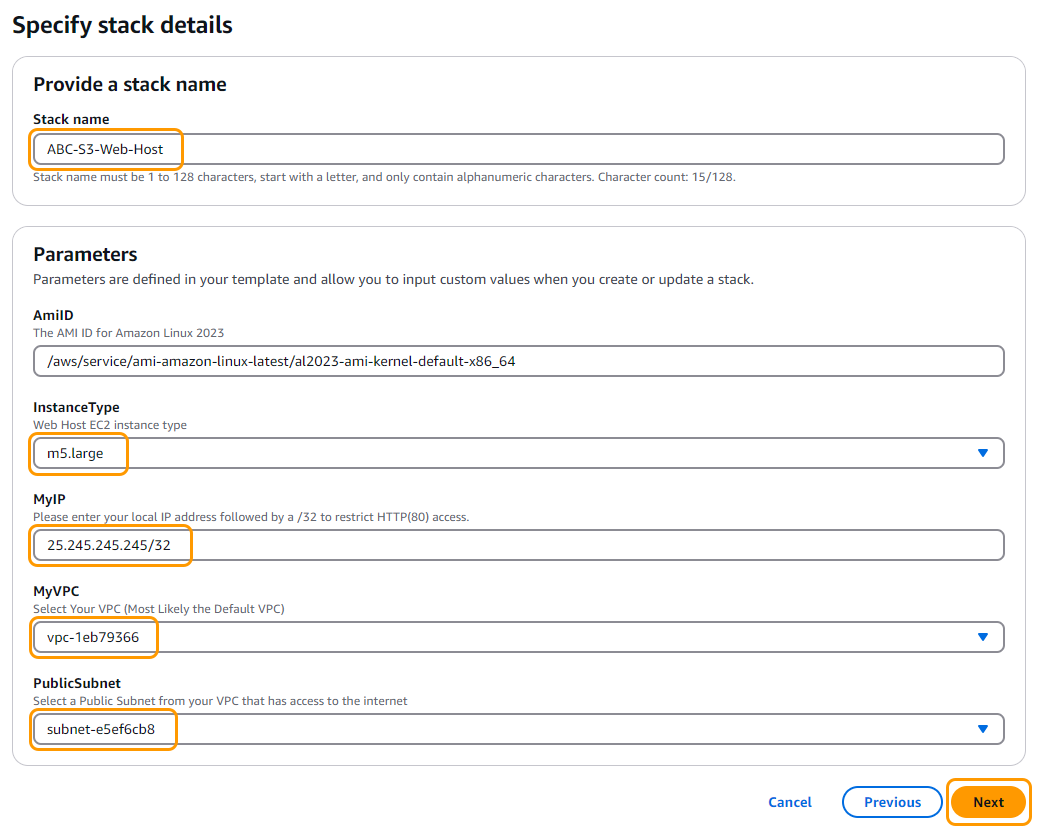 Specify stack details
Provide a stack name
Stack name
ABC-S3-Web-Host
Stack name must be 1 to 128 characters, start with a letter, and only contain alphanumeric characters. Character count: 15/128.
Parameters
Parameters are defined in your template and allow you to input custom values when you create or update a stack.
AmiID
The AMI ID for Amazon Linux 2023
/aws/service/ami-amazon-linux-latest/al2023-ami-kernel-default-x86_64
InstanceType
Web Host EC2 instance type
m5.large
MyIP
Please enter your local IP address followed by a /32 to restrict HTTP(80) access.
25.245.245.245/32
MyVPC
Select Your VPC (Most Likely the Default VPC)
vpc-1eb79366
PublicSubnet
Select a Public Subnet from your VPC that has access to the internet
subnet-e5ef6cb8
Cancel
Previous
Next